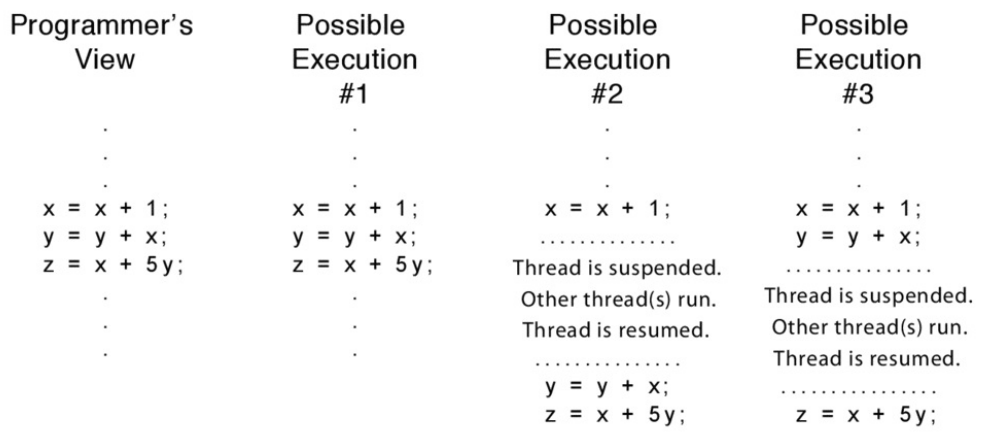 Programmer's
View
.
.
.
x = x + 1;
y = y + x;
z = x + 5y;
.
.
.
Possible
Execution
#1
.
.
.
x = x + 1;
y = y + x;
z = x + 5y;
.
.
.
Possible
Execution
#2
.
.
.
x = x + 1;
..............
Thread is suspended.
Other thread(s) run.
Thread is resumed.
...............
y = y + x;
z = x + 5y;
Possible
Execution
#3
.
.
.
x = x + 1;
y = y + x;
...............
Thread is suspended.
Other thread(s) run.
Thread is resumed.
................
z = x + 5y;